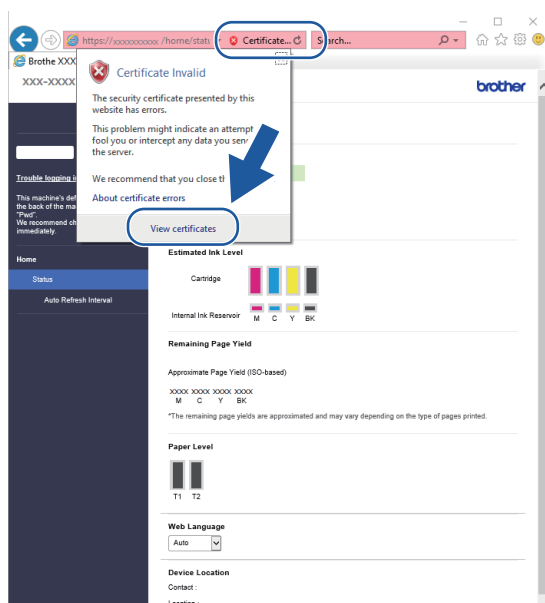 https://xxxxxxxxxx /home/statu
Certificate...
Search...
Brothe XXX
XXX-XXXX
brother
Certificate Invalid
The security certificate presented by this
website has errors.
This problem might indicate an attempt
fool you or intercept any data you send
the server.
We recommend that you close th
About certificate errors
View certificates
Trouble logging i
This machine's def
the back of the ma
"Pwd".
We recommend ch
immediately.
Home
Status
Auto Refresh Interval
Estimated Ink Level
Cartridge
Internal Ink Reservoir
M C Y BK
Remaining Page Yield
Approximate Page Yield (ISO-based)
XXXX XXXX XXXX XXXX
M C Y BK
*The remaining page yields are approximated and may vary depending on the type of pages printed.
Paper Level
T1 T2
Web Language
Auto
Device Location
Contact :
Location :